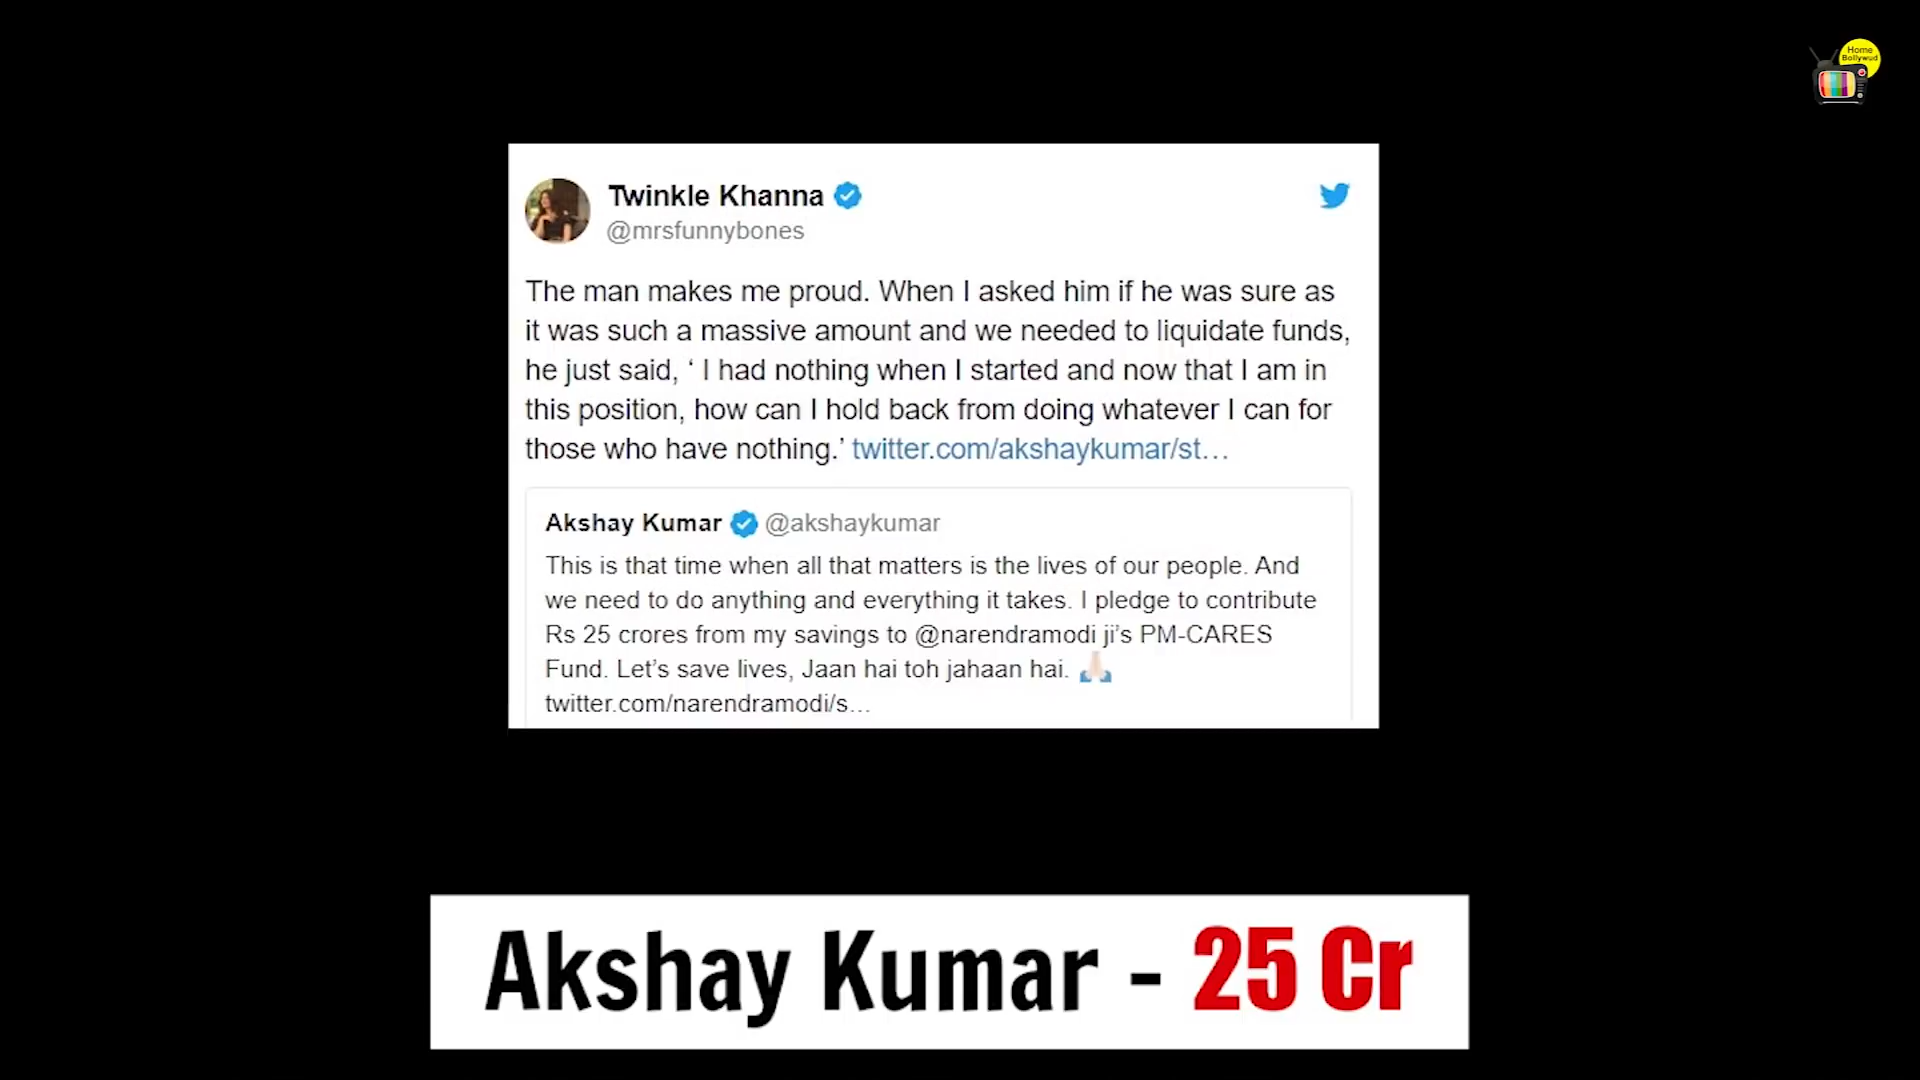 Home
Bollywud
Twinkle Khanna
@mrsfunnybones
The man makes me proud. When I asked him if he was sure as
it was such a massive amount and we needed to liquidate funds,
he just said, ‘ I had nothing when I started and now that I am in
this position, how can I hold back from doing whatever I can for
those who have nothing.’ twitter.com/akshaykumar/st…
Akshay Kumar @akshaykumar
This is that time when all that matters is the lives of our people. And
we need to do anything and everything it takes. I pledge to contribute
Rs 25 crores from my savings to @narendramodi ji’s PM-CARES
Fund. Let’s save lives, Jaan hai toh jahaan hai. 🙏🏻
twitter.com/narendramodi/s…
Akshay Kumar - 25 Cr